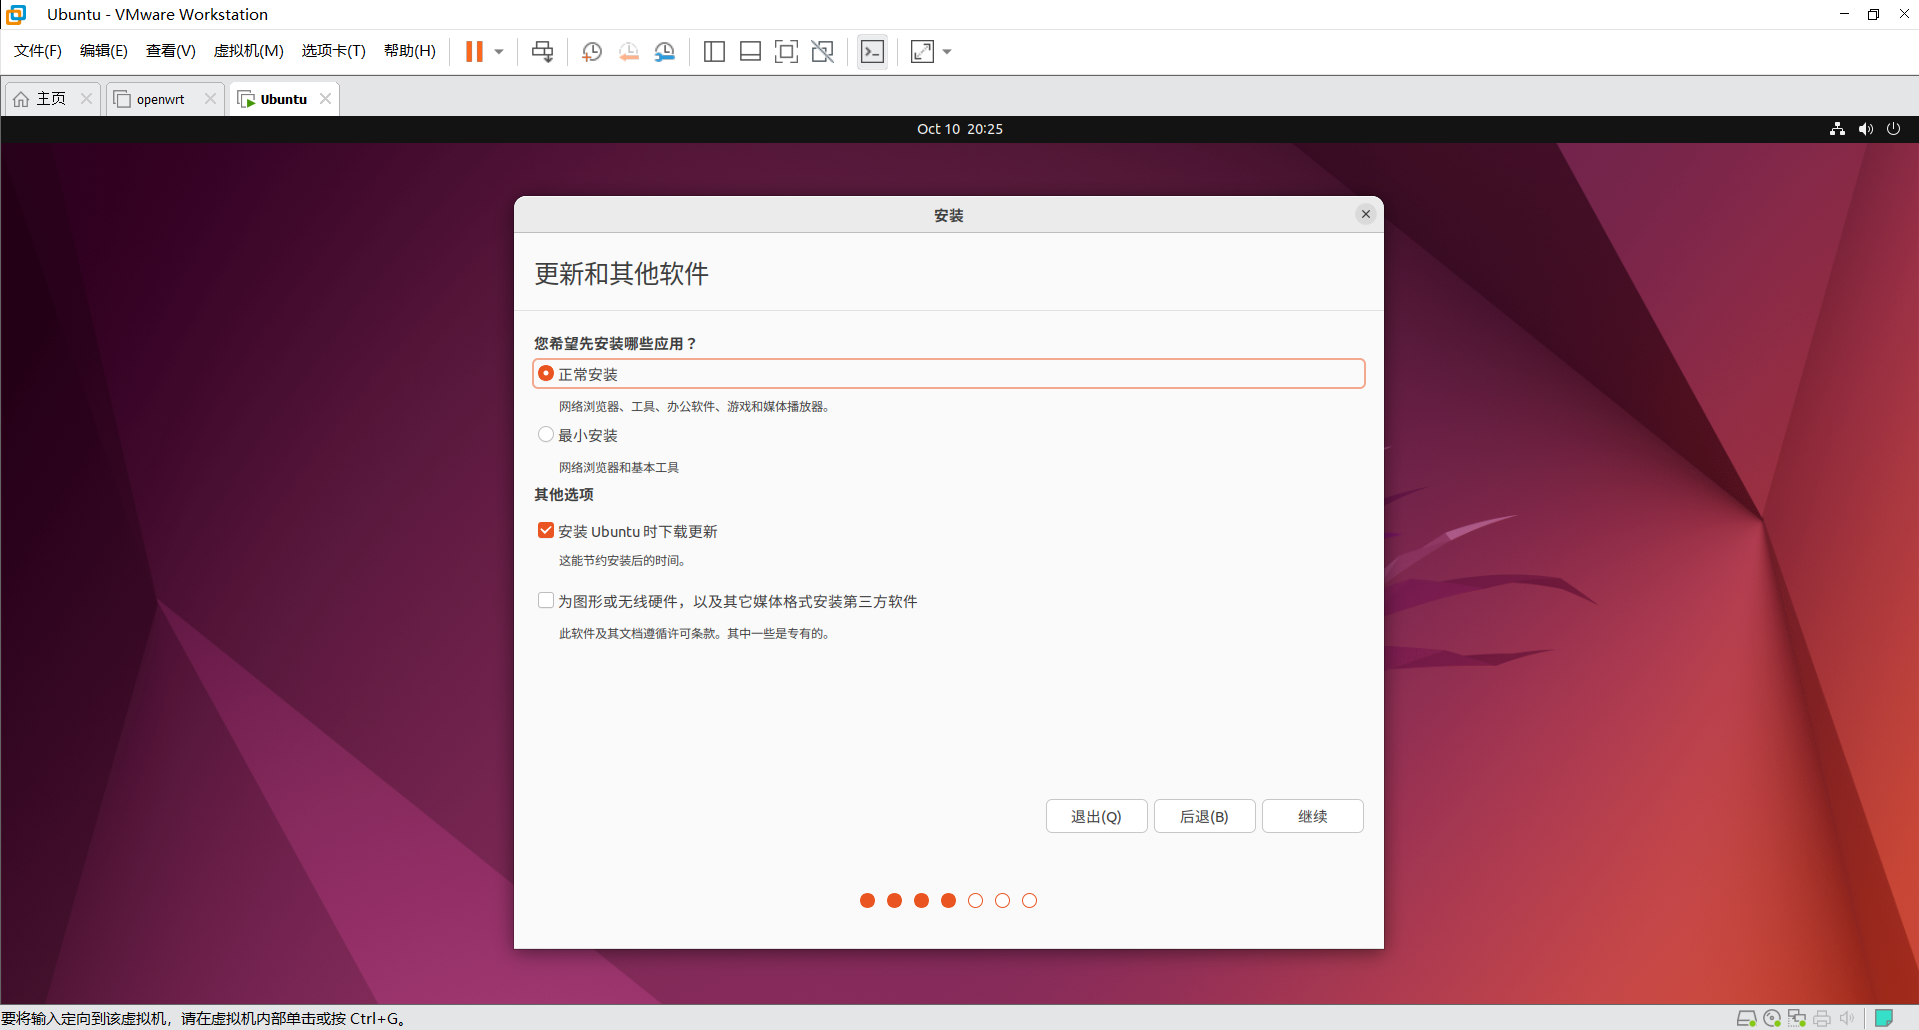 Ubuntu - VMware Workstation
文件(F) 编辑(E) 查看(V) 虚拟机(M) 选项卡(T) 帮助(H)
主页 openwrt Ubuntu
Oct 10 20:25
安装
更新和其他软件
您希望先安装哪些应用？
正常安装
网络浏览器、工具、办公软件、游戏和媒体播放器。
最小安装
网络浏览器和基本工具
其他选项
安装 Ubuntu 时下载更新
这能节约安装后的时间。
为图形或无线硬件，以及其它媒体格式安装第三方软件
此软件及其文档遵循许可条款。其中一些是专有的。
退出(Q) 后退(B) 继续
要将输入定向到该虚拟机，请在虚拟机内部单击或按 Ctrl+G。